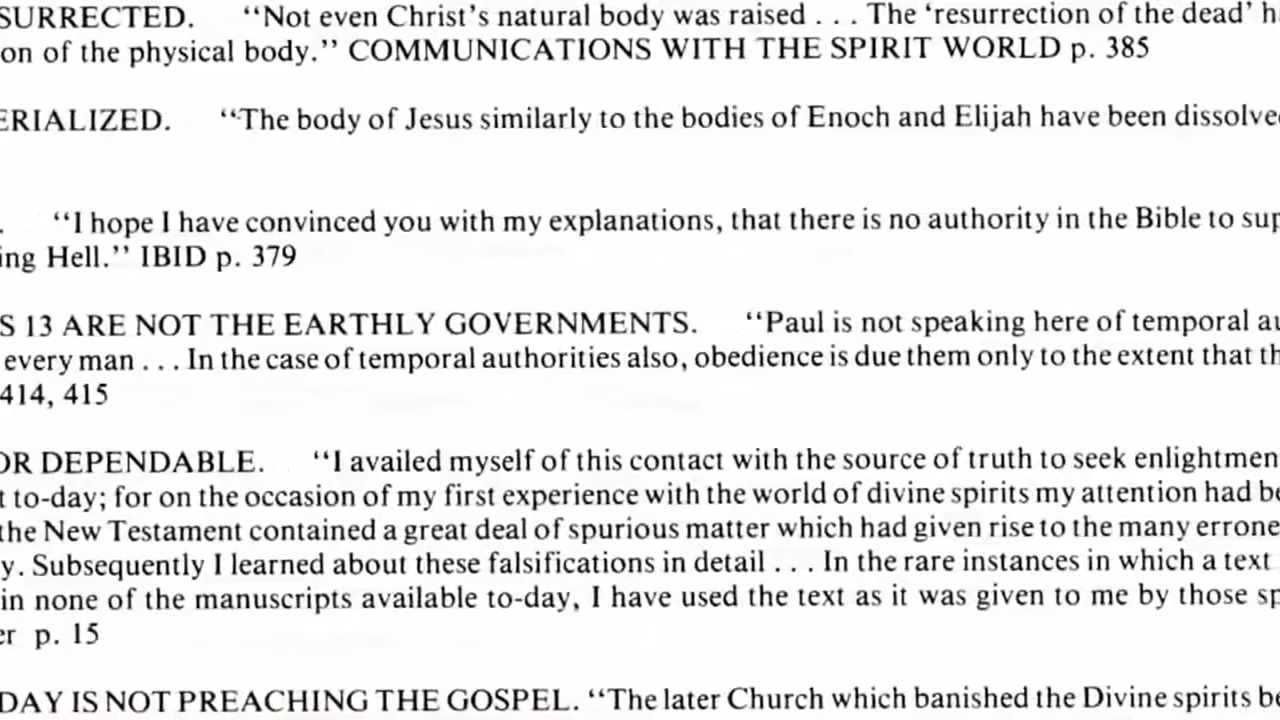 SURRECTED. “Not even Christ’s natural body was raised . . . The ‘resurrection of the dead’ h
on of the physical body.” COMMUNICATIONS WITH THE SPIRIT WORLD p. 385
ERIALIZED. “The body of Jesus similarly to the bodies of Enoch and Elijah have been dissolve
. “I hope I have convinced you with my explanations, that there is no authority in the Bible to sup
ing Hell.” IBID p. 379
S 13 ARE NOT THE EARTHLY GOVERNMENTS. “Paul is not speaking here of temporal au
every man . . . In the case of temporal authorities also, obedience is due them only to the extent that th
414, 415
OR DEPENDABLE. “I availed myself of this contact with the source of truth to seek enlightmen
t to-day; for on the occasion of my first experience with the world of divine spirits my attention had be
the New Testament contained a great deal of spurious matter which had given rise to the many errone
y. Subsequently I learned about these falsifications in detail . . . In the rare instances in which a text
in none of the manuscripts available to-day, I have used the text as it was given to me by those sp
er p. 15
DAY IS NOT PREACHING THE GOSPEL. “The later Church which banished the Divine spirits be